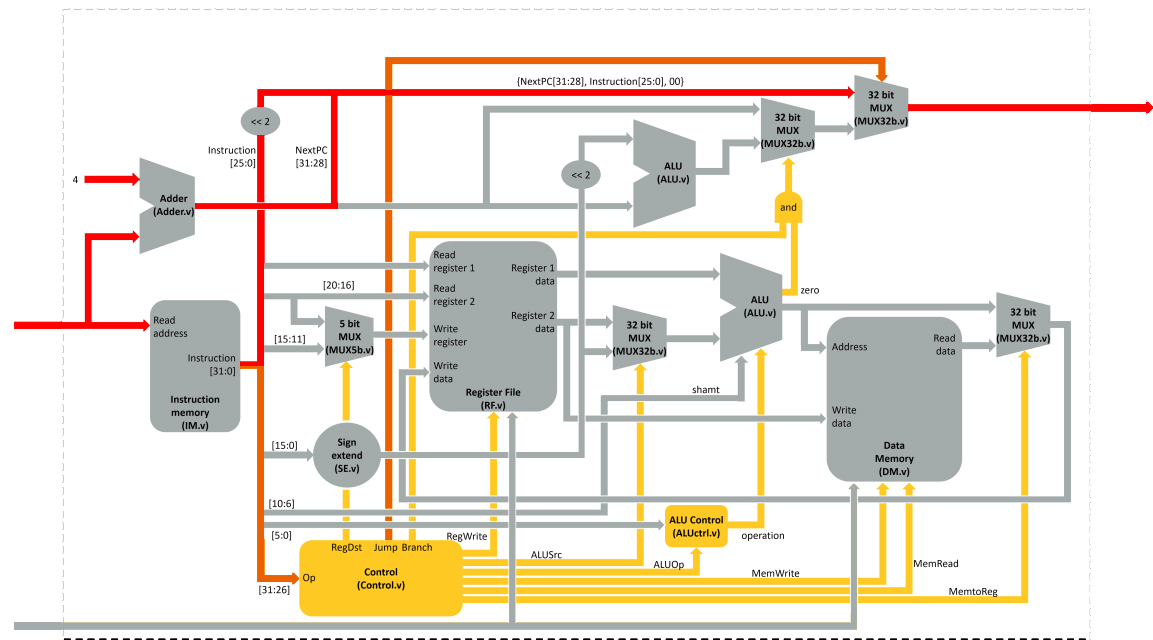 {NextPC[31:28], Instruction[25:0], 00}
32 bit
MUX
(MUX32b.v)
32 bit
MUX
(MUX32b.v)
<< 2
Instruction
[25:0]
NextPC
[31:28]
ALU
(ALU.v)
<< 2
4
Adder
(Adder.v)
and
Read
register 1
Register 1
data
[20:16]
Read
register 2
zero
ALU
(ALU.v)
Read
address
5 bit
MUX
(MUX5b.v)
Write
register
Register 2
data
32 bit
MUX
(MUX32b.v)
32 bit
MUX
(MUX32b.v)
[15:11]
Address
Read
data
Instruction
[31:0]
Write
data
Register File
(RF.v)
shamt
Instruction
memory
(IM.v)
Write
data
[15:0]
Sign
extend
(SE.v)
Data
Memory
(DM.v)
[10:6]
[5:0]
ALU Control
(ALUctrl.v)
operation
RegDst
Jump
Branch
RegWrite
ALUSrc
ALUOp
MemWrite
MemRead
MemtoReg
Op
Control
(Control.v)
[31:26]